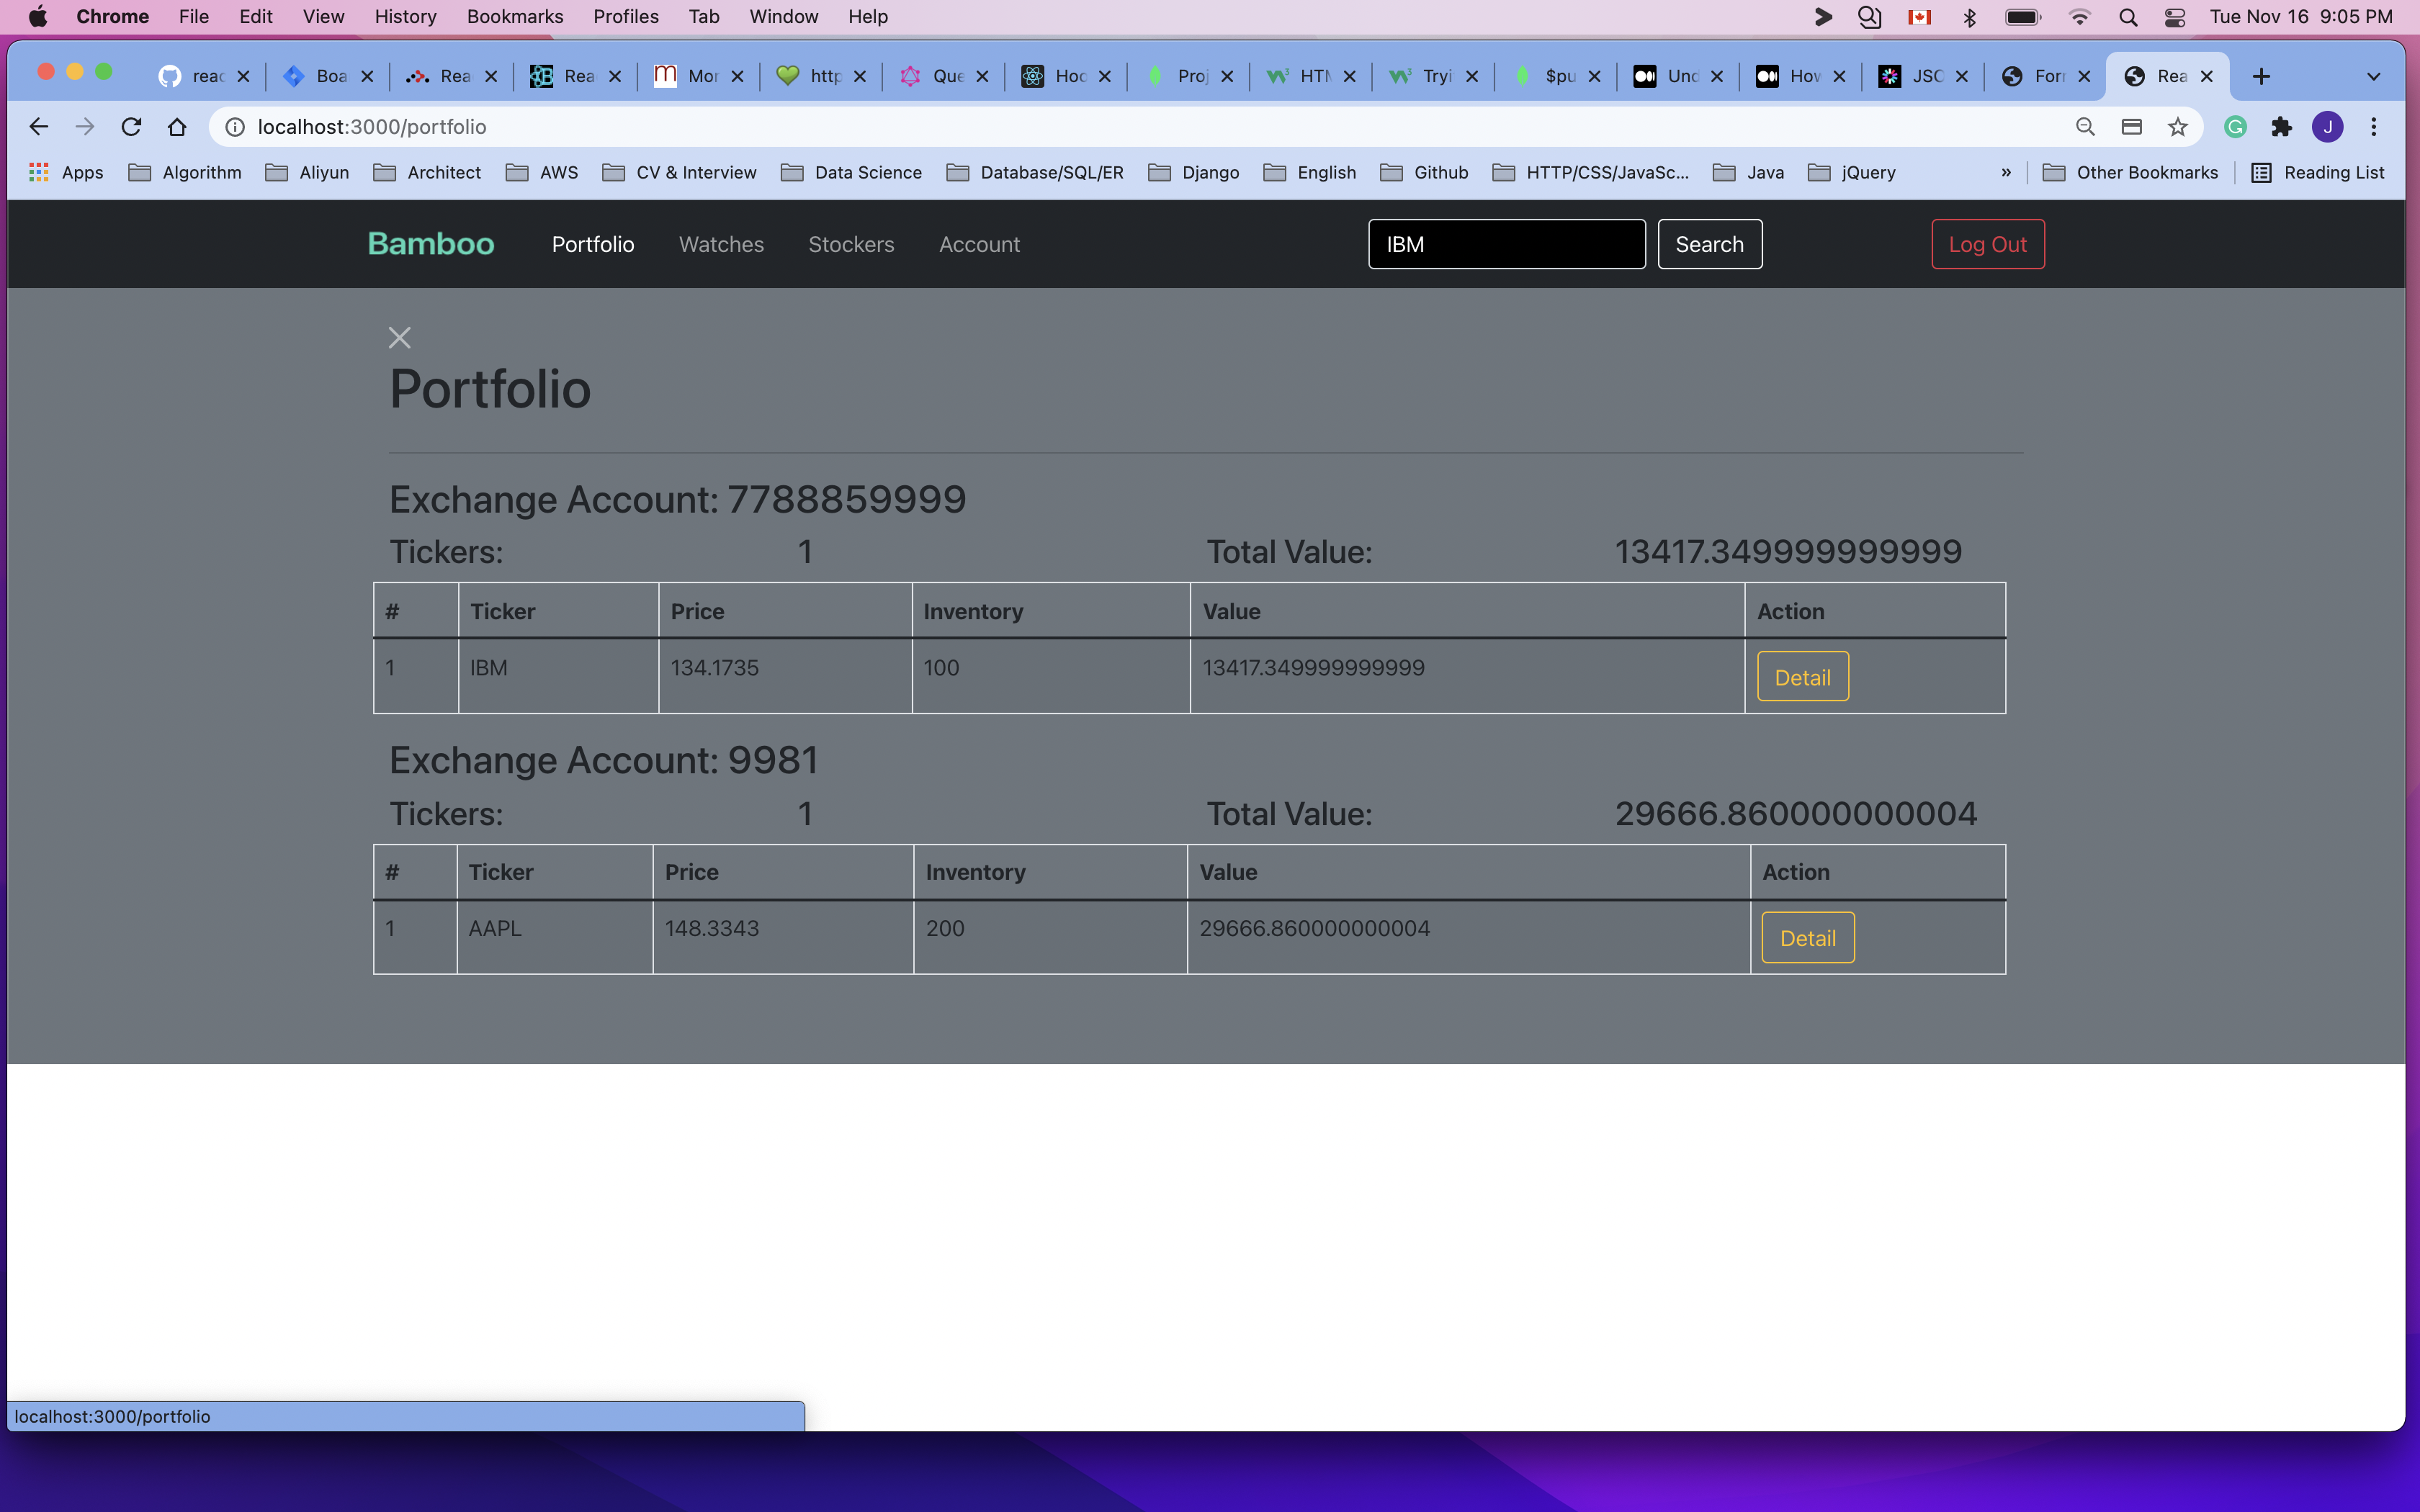 Chrome File Edit View History Bookmarks Profiles Tab Window Help Tue Nov 16 9:05 PM
reac Boa Rea Rea Mor http Que Hoo Proj HTM Tryi $pu Und How JSO Forr Rea
localhost:3000/portfolio J
Apps Algorithm Aliyun Architect AWS CV & Interview Data Science Database/SQL/ER Django English Github HTTP/CSS/JavaSc... Java jQuery » Other Bookmarks Reading List
Bamboo Portfolio Watches Stockers Account IBM Search Log Out
Portfolio
Exchange Account: 7788859999
Tickers: 1 Total Value: 13417.349999999999
# Ticker Price Inventory Value Action
1 IBM 134.1735 100 13417.349999999999 Detail
Exchange Account: 9981
Tickers: 1 Total Value: 29666.860000000004
# Ticker Price Inventory Value Action
1 AAPL 148.3343 200 29666.860000000004 Detail
localhost:3000/portfolio